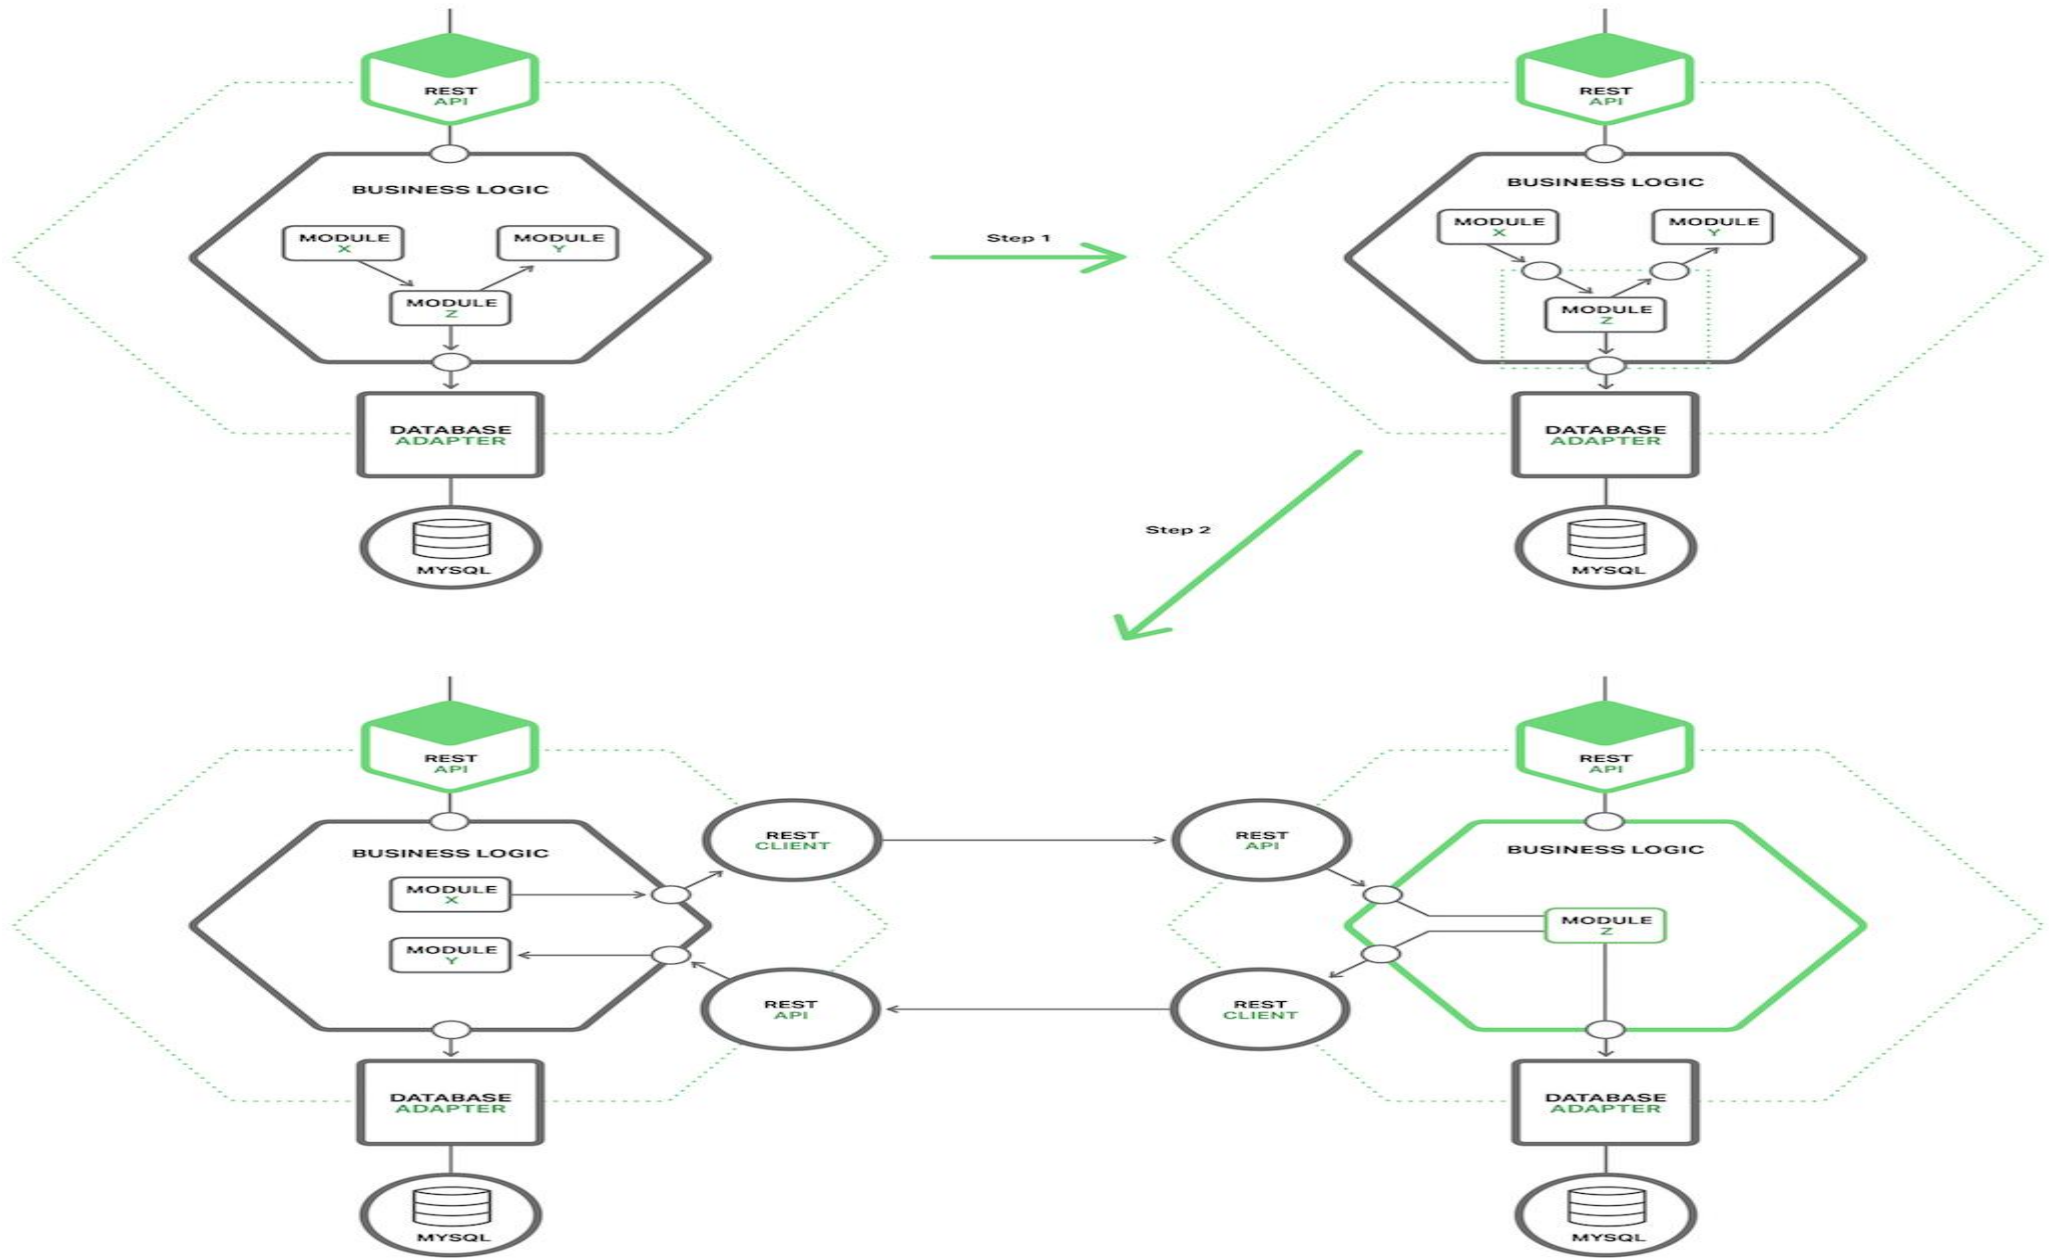 REST
API
BUSINESS LOGIC
MODULE
X
MODULE
Y
MODULE
Z
DATABASE
ADAPTER
MYSQL
Step 1
REST
API
BUSINESS LOGIC
MODULE
X
MODULE
Y
MODULE
Z
DATABASE
ADAPTER
MYSQL
Step 2
REST
API
BUSINESS LOGIC
MODULE
X
MODULE
Y
REST
CLIENT
REST
API
DATABASE
ADAPTER
MYSQL
REST
API
REST
API
BUSINESS LOGIC
MODULE
Z
REST
CLIENT
DATABASE
ADAPTER
MYSQL